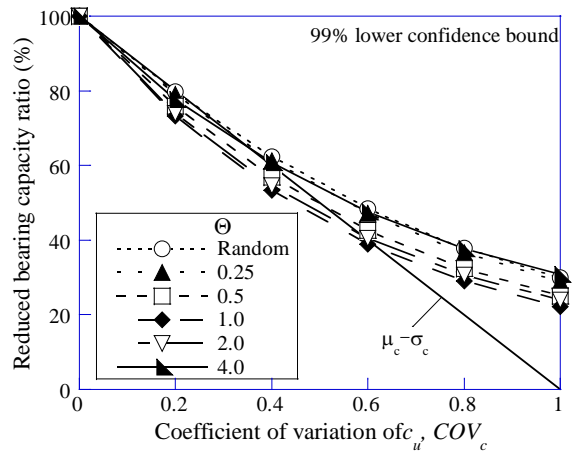 99% lower confidence bound
Reduced bearing capacity ratio (%)
100
80
60
40
20
0
Θ
Random
0.25
0.5
1.0
2.0
4.0
μc−σc
0 0.2 0.4 0.6 0.8 1
Coefficient of variation of cu, COVc